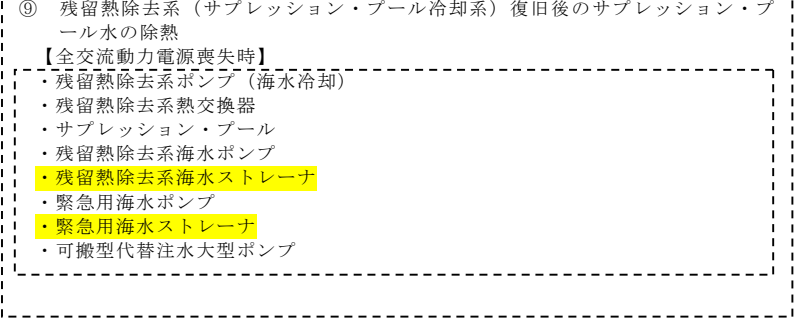 ⑨　残留熱除去系（サプレッション・プール冷却系）復旧後のサプレッション・プ
ール水の除熱
【全交流動力電源喪失時】
・残留熱除去系ポンプ（海水冷却）
・残留熱除去系熱交換器
・サプレッション・プール
・残留熱除去系海水ポンプ
・残留熱除去系海水ストレーナ
・緊急用海水ポンプ
・緊急用海水ストレーナ
・可搬型代替注水大型ポンプ